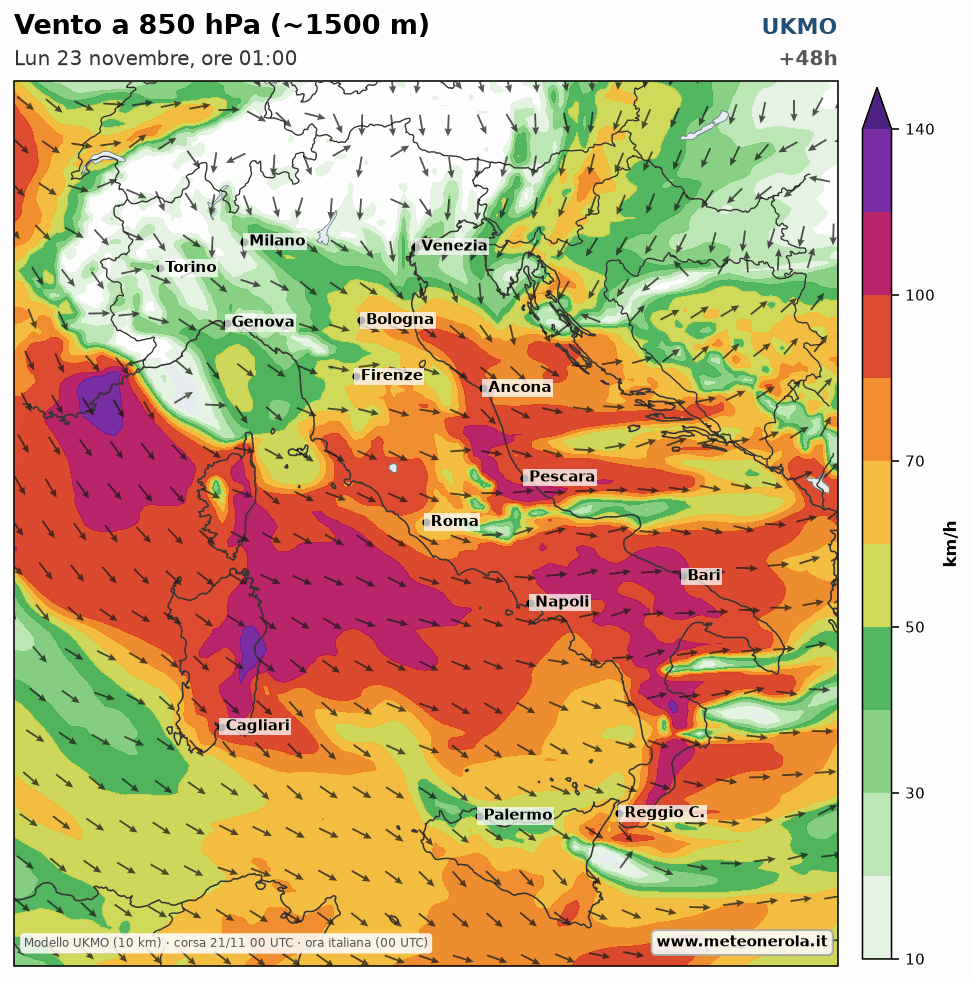 Vento a 850 hPa (~1500 m)
UKMO
Lun 23 novembre, ore 01:00
+48h
Milano
Venezia
Torino
Genova
Bologna
Firenze
Ancona
Pescara
Roma
Bari
Napoli
Cagliari
Palermo
Reggio C.
140
100
70
50
30
10
km/h
Modello UKMO (10 km) · corsa 21/11 00 UTC · ora italiana (00 UTC)
www.meteonerola.it